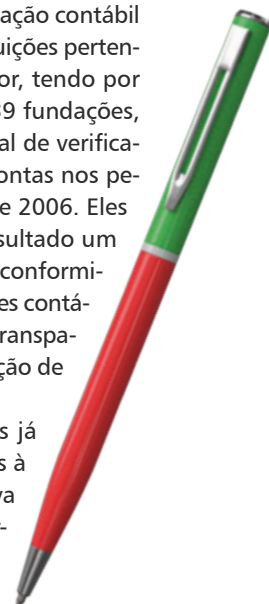 ação contábil
uições perten-
or, tendo por
39 fundações,
al de verifica-
ontas nos pe-
e 2006. Eles
sultado um
conformi-
es contá-
ranspa-
ção de
s já
s à
va
r-